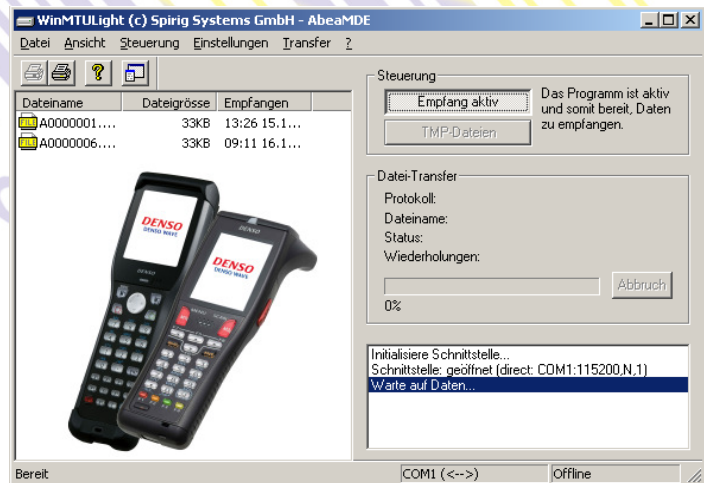 WinMTULight (c) Spirig Systems GmbH - AbeaMDE
Datei Ansicht Steuerung Einstellungen Transfer ?
Dateiname Dateigrösse Empfangen
FILE A0000001.... 33KB 13:26 15.1...
FILE A0000006.... 33KB 09:11 16.1...
DENSO
DENSO WAVE
DENSO
DENSO
DENSO WAVE
Steuerung
Empfang aktiv
TMP-Dateien
Das Programm ist aktiv
und somit bereit, Daten
zu empfangen.
Datei-Transfer
Protokoll:
Dateiname:
Status:
Wiederholungen:
Abbruch
0%
Initialisiere Schnittstelle...
Schnittstelle: geöffnet (direct: COM1:115200,N,1)
Warte auf Daten...
Bereit COM1 (<-->) Offline